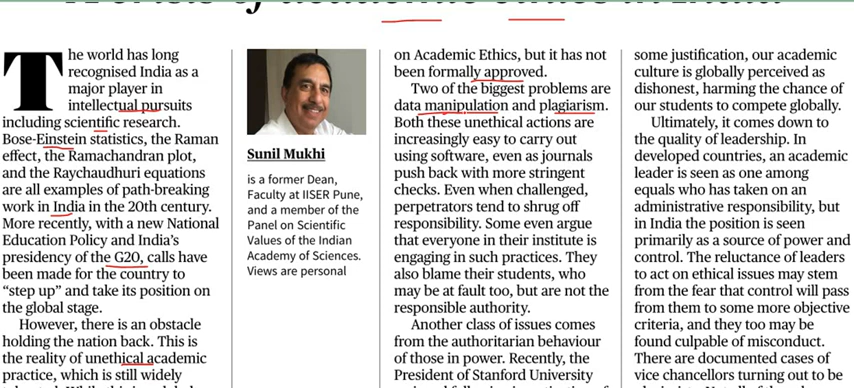 The world has long
recognised India as a
major player in
intellectual pursuits
including scientific research.
Bose-Einstein statistics, the Raman
effect, the Ramachandran plot,
and the Raychaudhuri equations
are all examples of path-breaking
work in India in the 20th century.
More recently, with a new National
Education Policy and India’s
presidency of the G20, calls have
been made for the country to
“step up” and take its position on
the global stage.
However, there is an obstacle
holding the nation back. This is
the reality of unethical academic
practice, which is still widely
Sunil Mukhi
is a former Dean,
Faculty at IISER Pune,
and a member of the
Panel on Scientific
Values of the Indian
Academy of Sciences.
Views are personal
on Academic Ethics, but it has not
been formally approved.
Two of the biggest problems are
data manipulation and plagiarism.
Both these unethical actions are
increasingly easy to carry out
using software, even as journals
push back with more stringent
checks. Even when challenged,
perpetrators tend to shrug off
responsibility. Some even argue
that everyone in their institute is
engaging in such practices. They
also blame their students, who
may be at fault too, but are not the
responsible authority.
Another class of issues comes
from the authoritarian behaviour
of those in power. Recently, the
President of Stanford University
some justification, our academic
culture is globally perceived as
dishonest, harming the chance of
our students to compete globally.
Ultimately, it comes down to
the quality of leadership. In
developed countries, an academic
leader is seen as one among
equals who has taken on an
administrative responsibility, but
in India the position is seen
primarily as a source of power and
control. The reluctance of leaders
to act on ethical issues may stem
from the fear that control will pass
from them to some more objective
criteria, and they too may be
found culpable of misconduct.
There are documented cases of
vice chancellors turning out to be